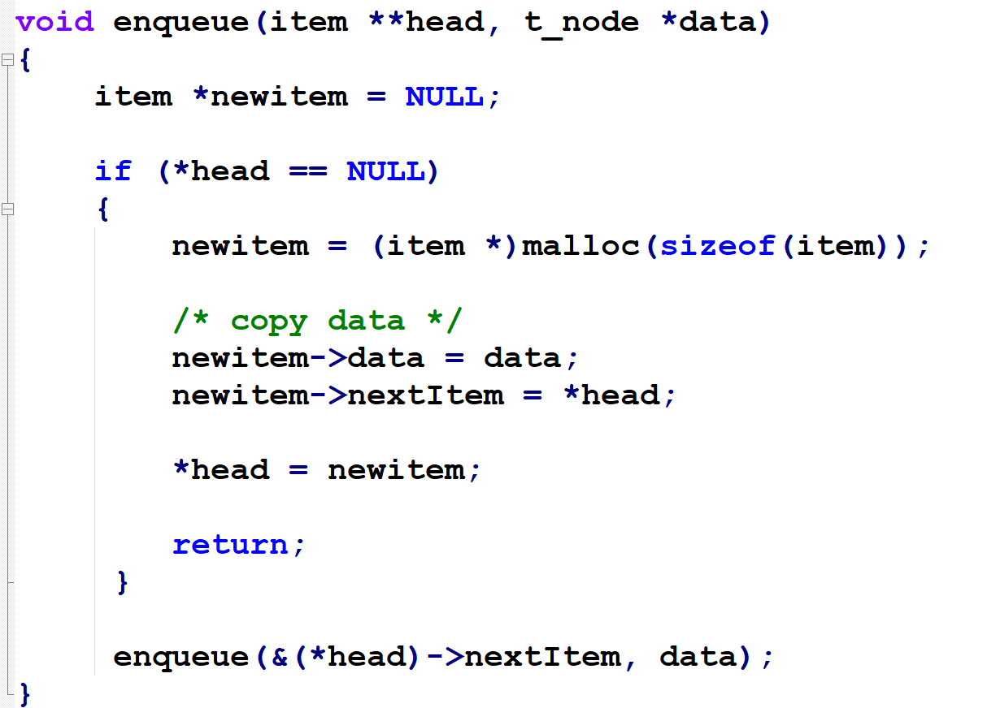 void enqueue(item **head, t_node *data)
{
    item *newitem = NULL;

    if (*head == NULL)
    {
        newitem = (item *)malloc(sizeof(item));

        /* copy data */
        newitem->data = data;
        newitem->nextItem = *head;

        *head = newitem;

        return;
     }

     enqueue(&(*head)->nextItem, data);
}